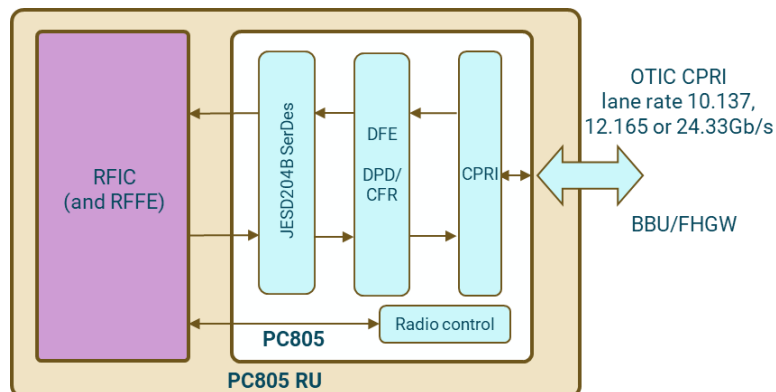 RFIC
(and RFFE)
JESD204B SerDes
DFE
DPD/
CFR
CPRI
Radio control
PC805
PC805 RU
OTIC CPRI
lane rate 10.137,
12.165 or 24.33Gb/s
BBU/FHGW